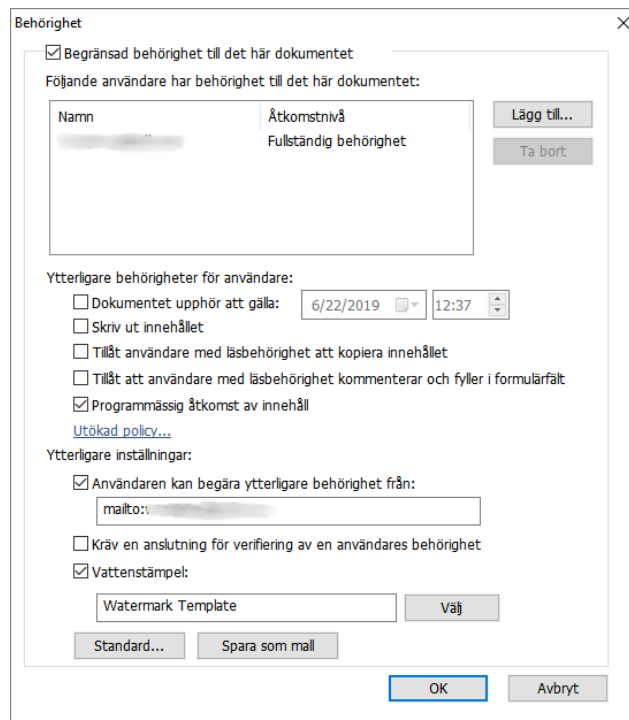 Behörighet
Begränsad behörighet till det här dokumentet
Följande användare har behörighet till det här dokumentet:
Namn Åtkomstnivå
Fullständig behörighet
Lägg till...
Ta bort
Ytterligare behörigheter för användare:
Dokumentet upphör att gälla: 6/22/2019 12:37
Skriv ut innehållet
Tillåt användare med läsbehörighet att kopiera innehållet
Tillåt att användare med läsbehörighet kommenterar och fyller i formulärfält
Programmässig åtkomst av innehåll
Utökad policy...
Ytterligare inställningar:
Användaren kan begära ytterligare behörighet från:
mailto:
Kräv en anslutning för verifiering av en användares behörighet
Vattenstämpel:
Watermark Template Välj
Standard... Spara som mall
OK Avbryt